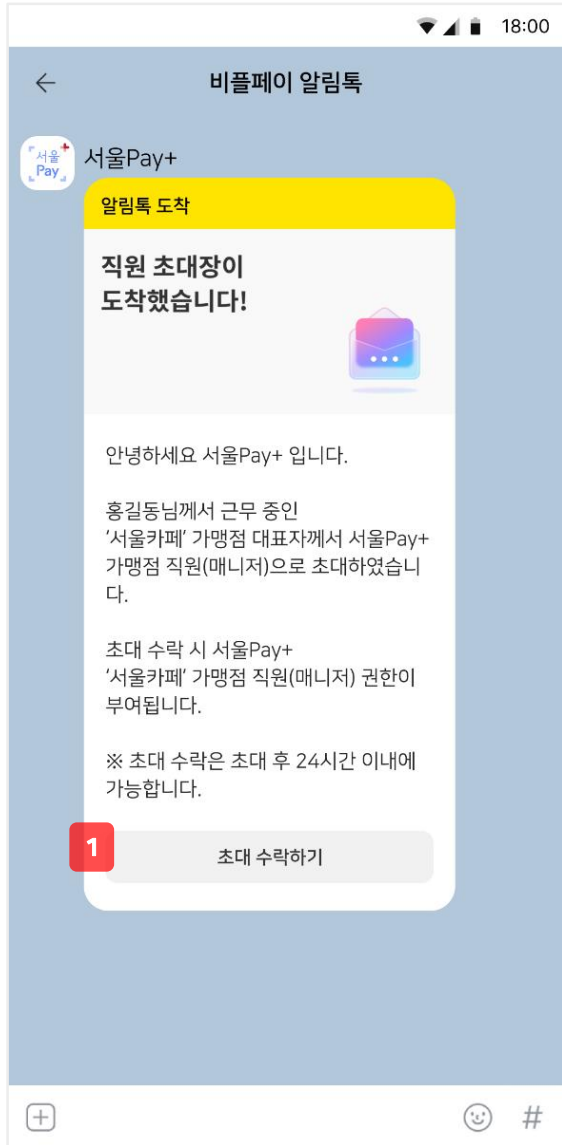 18:00
비플페이 알림톡
서울
Pay
서울Pay+
알림톡 도착
직원 초대장이
도착했습니다!
안녕하세요 서울Pay+ 입니다.
홍길동님께서 근무 중인
‘서울카페’ 가맹점 대표자께서 서울Pay+
가맹점 직원(매니저)으로 초대하였습니
다.
초대 수락 시 서울Pay+
‘서울카페’ 가맹점 직원(매니저) 권한이
부여됩니다.
※ 초대 수락은 초대 후 24시간 이내에
가능합니다.
1
초대 수락하기
#